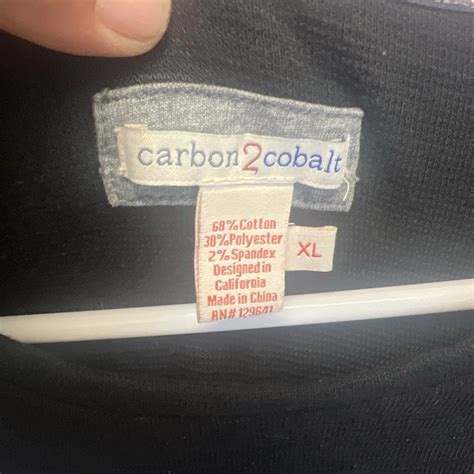 carbon2cobalt
68% Cotton
30% Polyester
2% Spandex
Designed in
California
Made in China
RN# 129641
XL